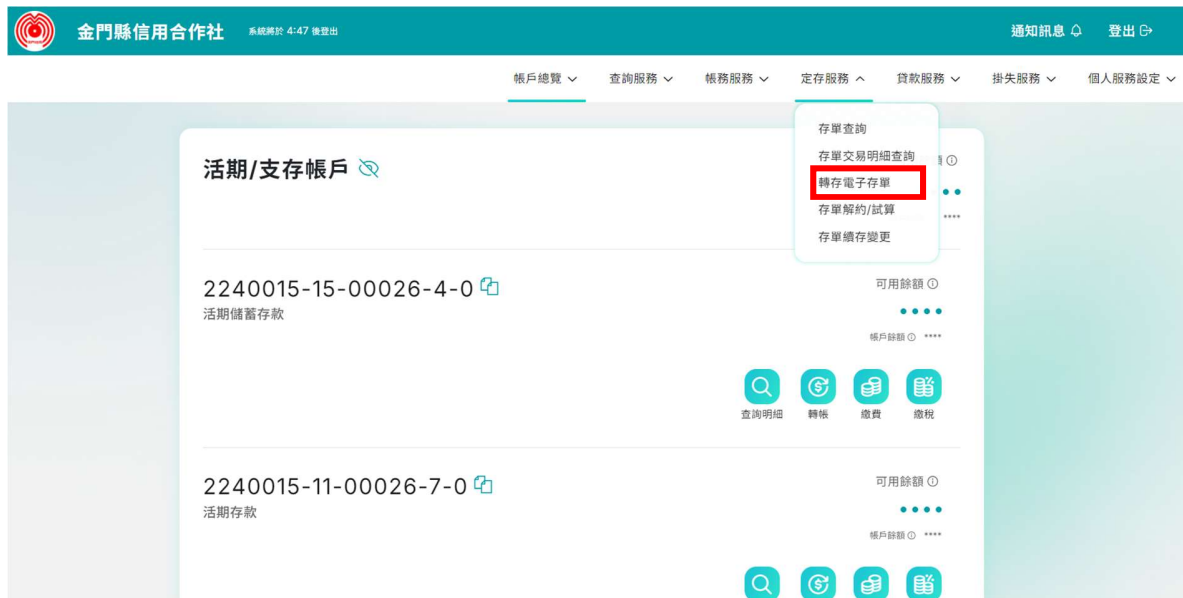 金門縣信用合作社
系統將於 4:47 後登出
通知訊息
登出
帳戶總覽
查詢服務
帳務服務
定存服務
貸款服務
掛失服務
個人服務設定
存單查詢
存單交易明細查詢
轉存電子存單
存單解約/試算
存單續存變更
活期/支存帳戶
****
2240015-15-00026-4-0
活期儲蓄存款
可用餘額
帳戶餘額 ****
查詢明細
轉帳
繳費
繳稅
2240015-11-00026-7-0
活期存款
可用餘額
帳戶餘額 ****